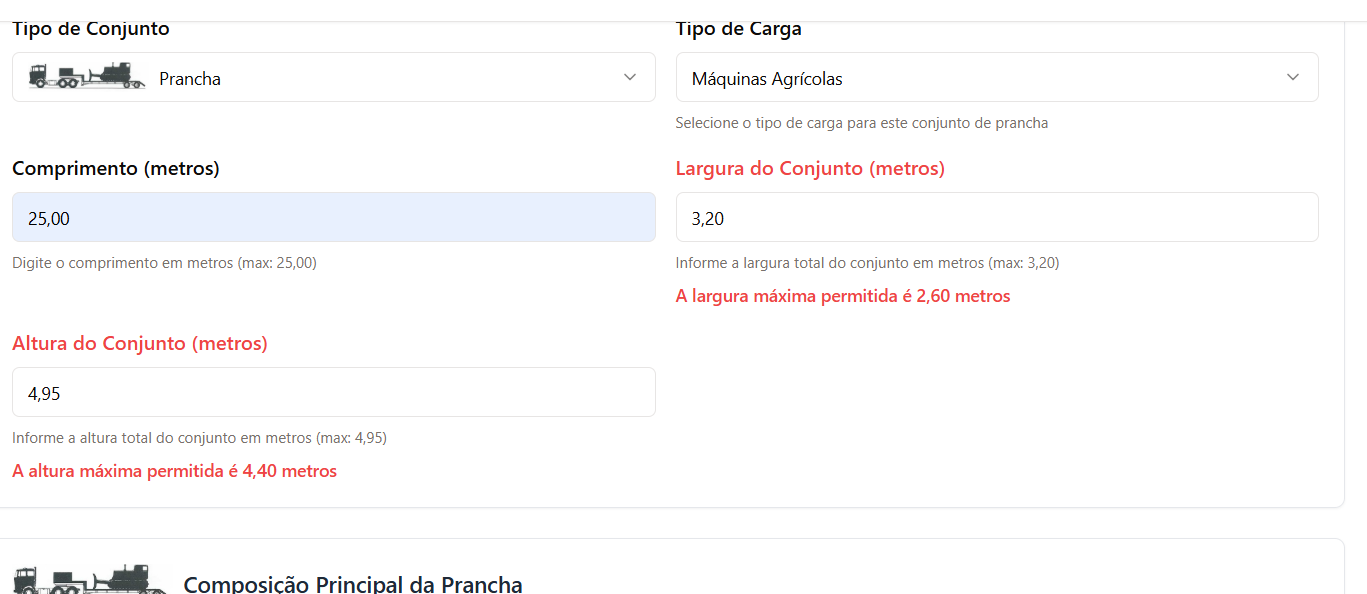 Tipo de Conjunto
Tipo de Carga
Prancha
Máquinas Agrícolas
Selecione o tipo de carga para este conjunto de prancha
Comprimento (metros)
Largura do Conjunto (metros)
25,00
3,20
Digite o comprimento em metros (max: 25,00)
Informe a largura total do conjunto em metros (max: 3,20)
A largura máxima permitida é 2,60 metros
Altura do Conjunto (metros)
4,95
Informe a altura total do conjunto em metros (max: 4,95)
A altura máxima permitida é 4,40 metros
Composição Principal da Prancha